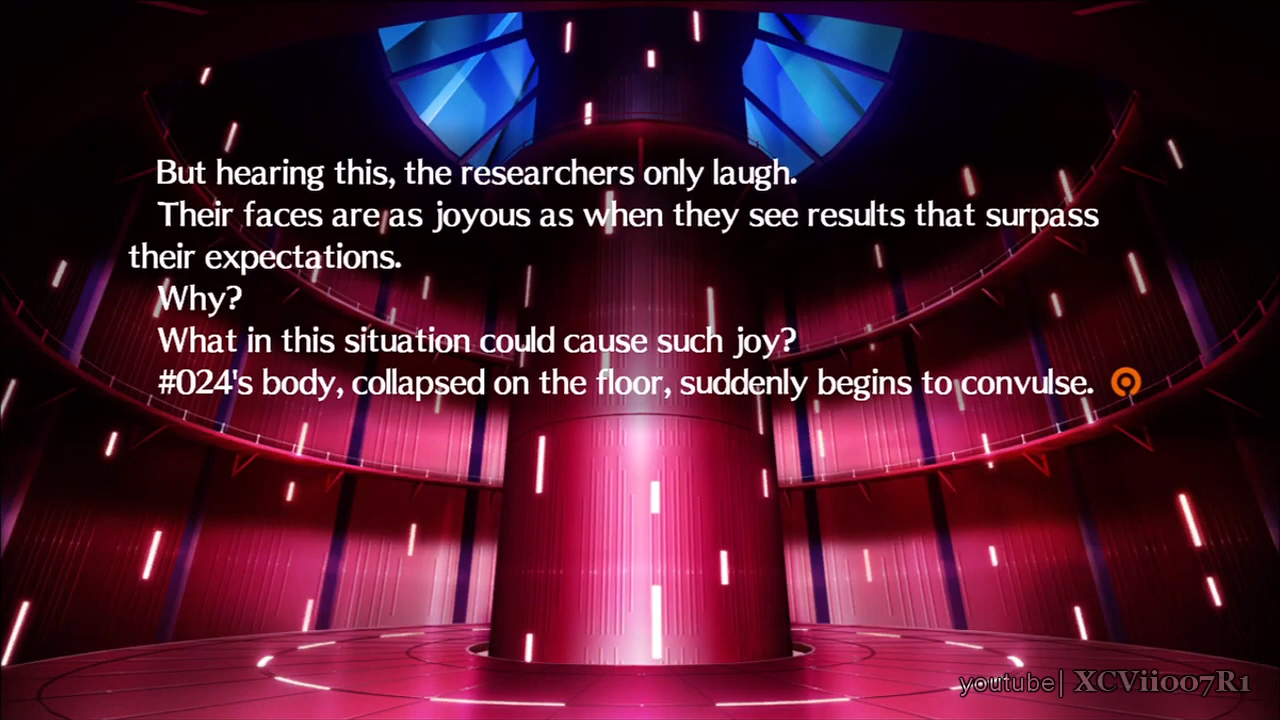 But hearing this, the researchers only laugh.
Their faces are as joyous as when they see results that surpass
their expectations.
Why?
What in this situation could cause such joy?
#024's body, collapsed on the floor, suddenly begins to convulse.
youtube| XCViii007R1